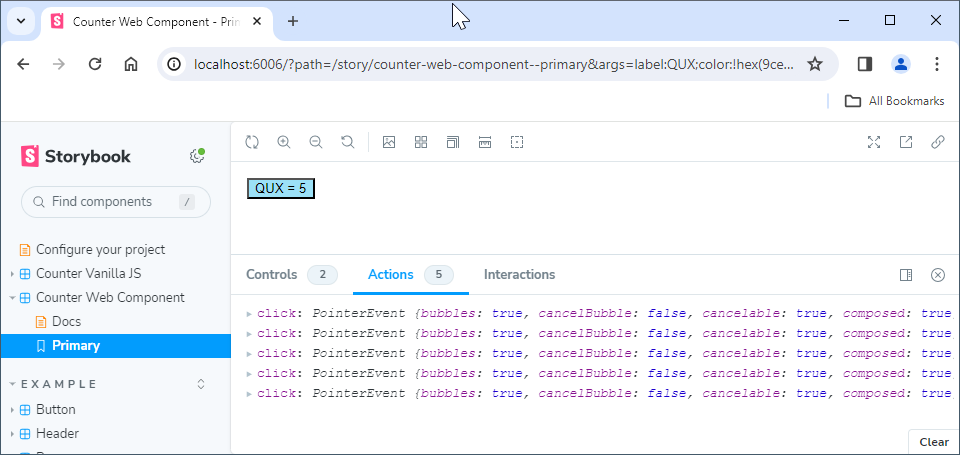 Counter Web Component - Prin
localhost:6006/?path=/story/counter-web-component--primary&args=label:QUX;color:!hex(9ce...
All Bookmarks
Storybook
Find components /
Configure your project
Counter Vanilla JS
Counter Web Component
Docs
Primary
EXAMPLE
Button
Header
QUX = 5
Controls 2 Actions 5 Interactions
click: PointerEvent {bubbles: true, cancelBubble: false, cancelable: true, composed: true
click: PointerEvent {bubbles: true, cancelBubble: false, cancelable: true, composed: true
click: PointerEvent {bubbles: true, cancelBubble: false, cancelable: true, composed: true
click: PointerEvent {bubbles: true, cancelBubble: false, cancelable: true, composed: true
click: PointerEvent {bubbles: true, cancelBubble: false, cancelable: true, composed: true
Clear